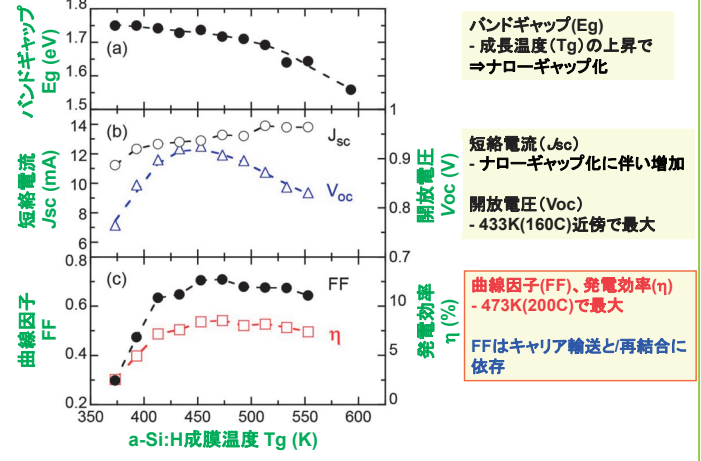 バンドギャップ
Eg (eV)
1.8
1.7
1.6
1.5
(a)
バンドギャップ(Eg)
- 成長温度(Tg)の上昇で
⇒ナローギャップ化
短絡電流
Jsc (mA)
14
12
10
8
6
(b)
Jsc
Voc
1
0.9
0.8
0.7
開放電圧
Voc (V)
短絡電流(Jsc)
- ナローギャップ化に伴い増加
開放電圧(Voc)
- 433K(160C)近傍で最大
曲線因子
FF
0.8
0.6
0.4
0.2
(c)
FF
η
10
5
0
発電効率
η (%)
曲線因子(FF)、発電効率(η)
- 473K(200C)で最大
FFはキャリア輸送と/再結合に
依存
350 400 450 500 550 600
a-Si:H成膜温度 Tg (K)